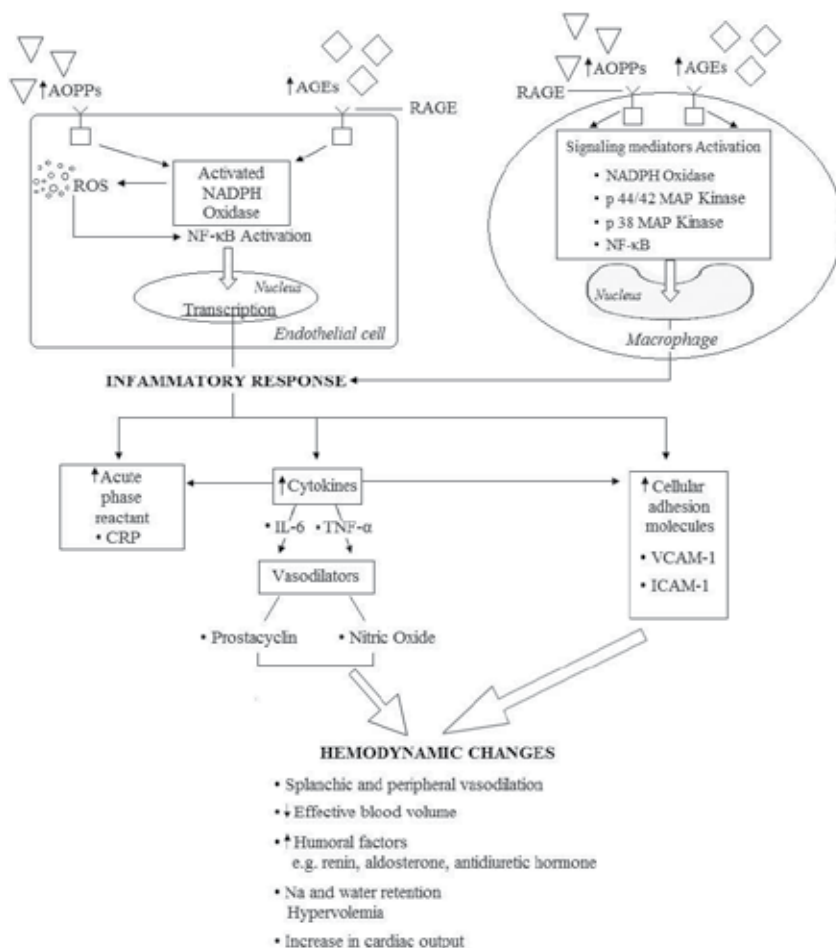 ↑AOPPs
↑AGEs
RAGE
Activated
NADPH
Oxidase
ROS
NF-κB Activation
Nucleus
Transcription
Endothelial cell
↑AOPPs
↑AGEs
RAGE
Signaling mediators Activation
• NADPH Oxidase
• p 44/42 MAP Kinase
• p 38 MAP Kinase
• NF-κB
Nucleus
Macrophage
INFAMMATORY RESPONSE
↑Acute
phase
reactant
• CRP
↑Cytokines
• IL-6 • TNF-α
Vasodilators
• Prostacyclin • Nitric Oxide
↑Cellular
adhesion
molecules
• VCAM-1
• ICAM-1
HEMODYNAMIC CHANGES
• Splanchic and peripheral vasodilation
• ↓Effective blood volume
• ↑Humoral factors
e.g. renin, aldosterone, antidiuretic hormone
• Na and water retention
Hypervolemia
• Increase in cardiac output